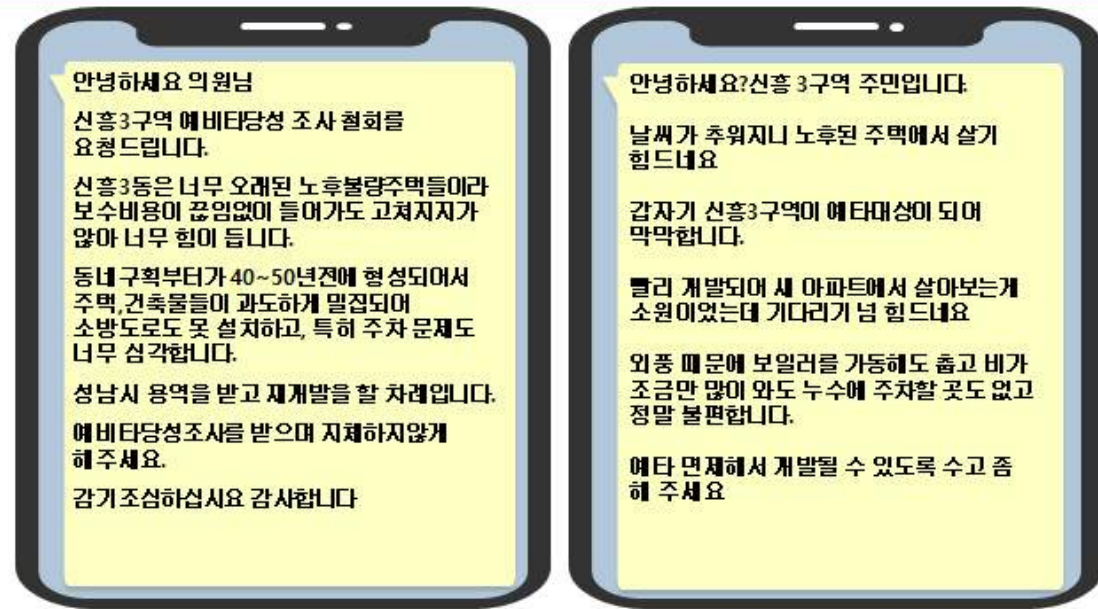 안녕하세요 의원님
신흥3구역 예비타당성 조사 철회를
요청드립니다.
신흥3동은 너무 오래된 노후불량주택들이라
보수비용이 끊임없이 들어가도 고쳐지지가
않아 너무 힘이 듭니다.
동네 구획부터가 40~50년전에 형성되어서
주택,건축물들이 과도하게 밀집되어
소방도로도 못 설치하고, 특히 주차 문제도
너무 심각합니다.
성남시 용역을 받고 재개발을 할 차례입니다.
예비타당성조사를 받으며 지체하지않게
해주세요.
감기조심하십시요 감사합니다
안녕하세요?신흥 3구역 주민입니다.
날씨가 추워지니 노후된 주택에서 살기
힘드네요
갑자기 신흥3구역이 예타대상이 되어
막막합니다.
빨리 개발되어 새 아파트에서 살아보는게
소원이었는데 기다리기 넘 힘드네요
외풍 때문에 보일러를 가동해도 춥고 비가
조금만 많이 와도 누수에 주차할 곳도 없고
정말 불편합니다.
예타 면제해서 개발될 수 있도록 수고 좀
해 주세요